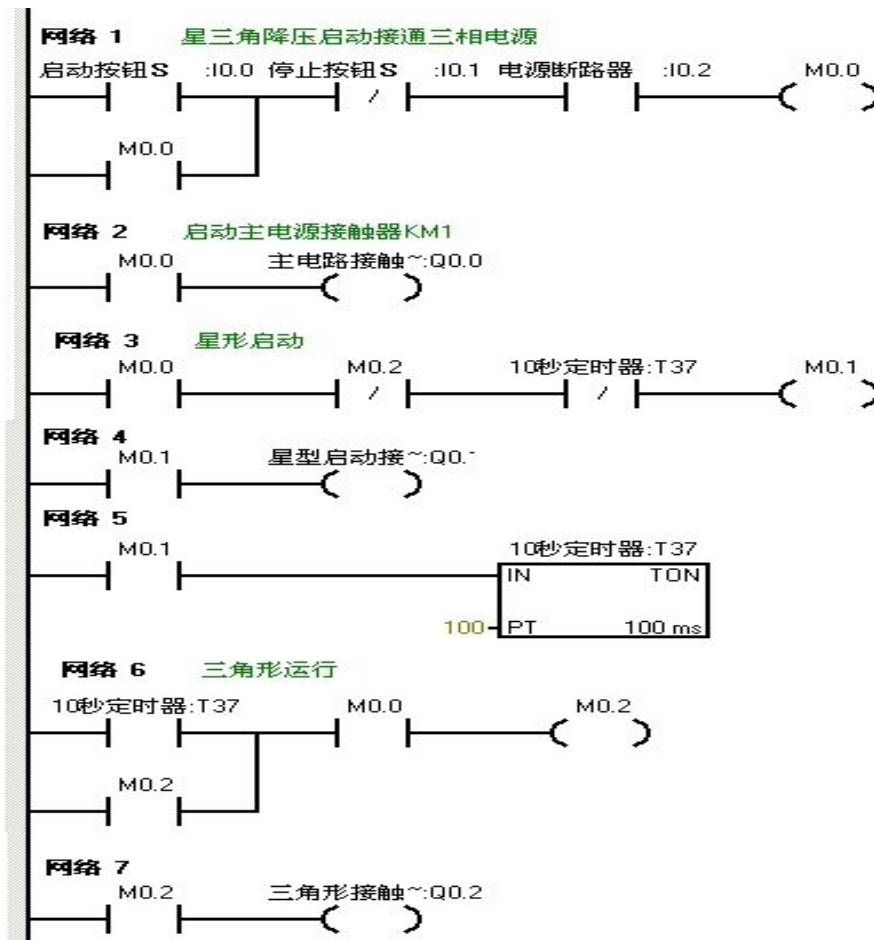 网络 1 星三角降压启动接通三相电源
启动按钮S :I0.0 停止按钮S :I0.1 电源断路器 :I0.2 M0.0
M0.0
网络 2 启动主电源接触器KM1
M0.0 主电路接触~:Q0.0
网络 3 星形启动
M0.0 M0.2 10秒定时器:T37 M0.1
网络 4
M0.1 星型启动接~:Q0.
网络 5
M0.1 10秒定时器:T37
IN TON
100 PT 100 ms
网络 6 三角形运行
10秒定时器:T37 M0.0 M0.2
M0.2
网络 7
M0.2 三角形接触~:Q0.2